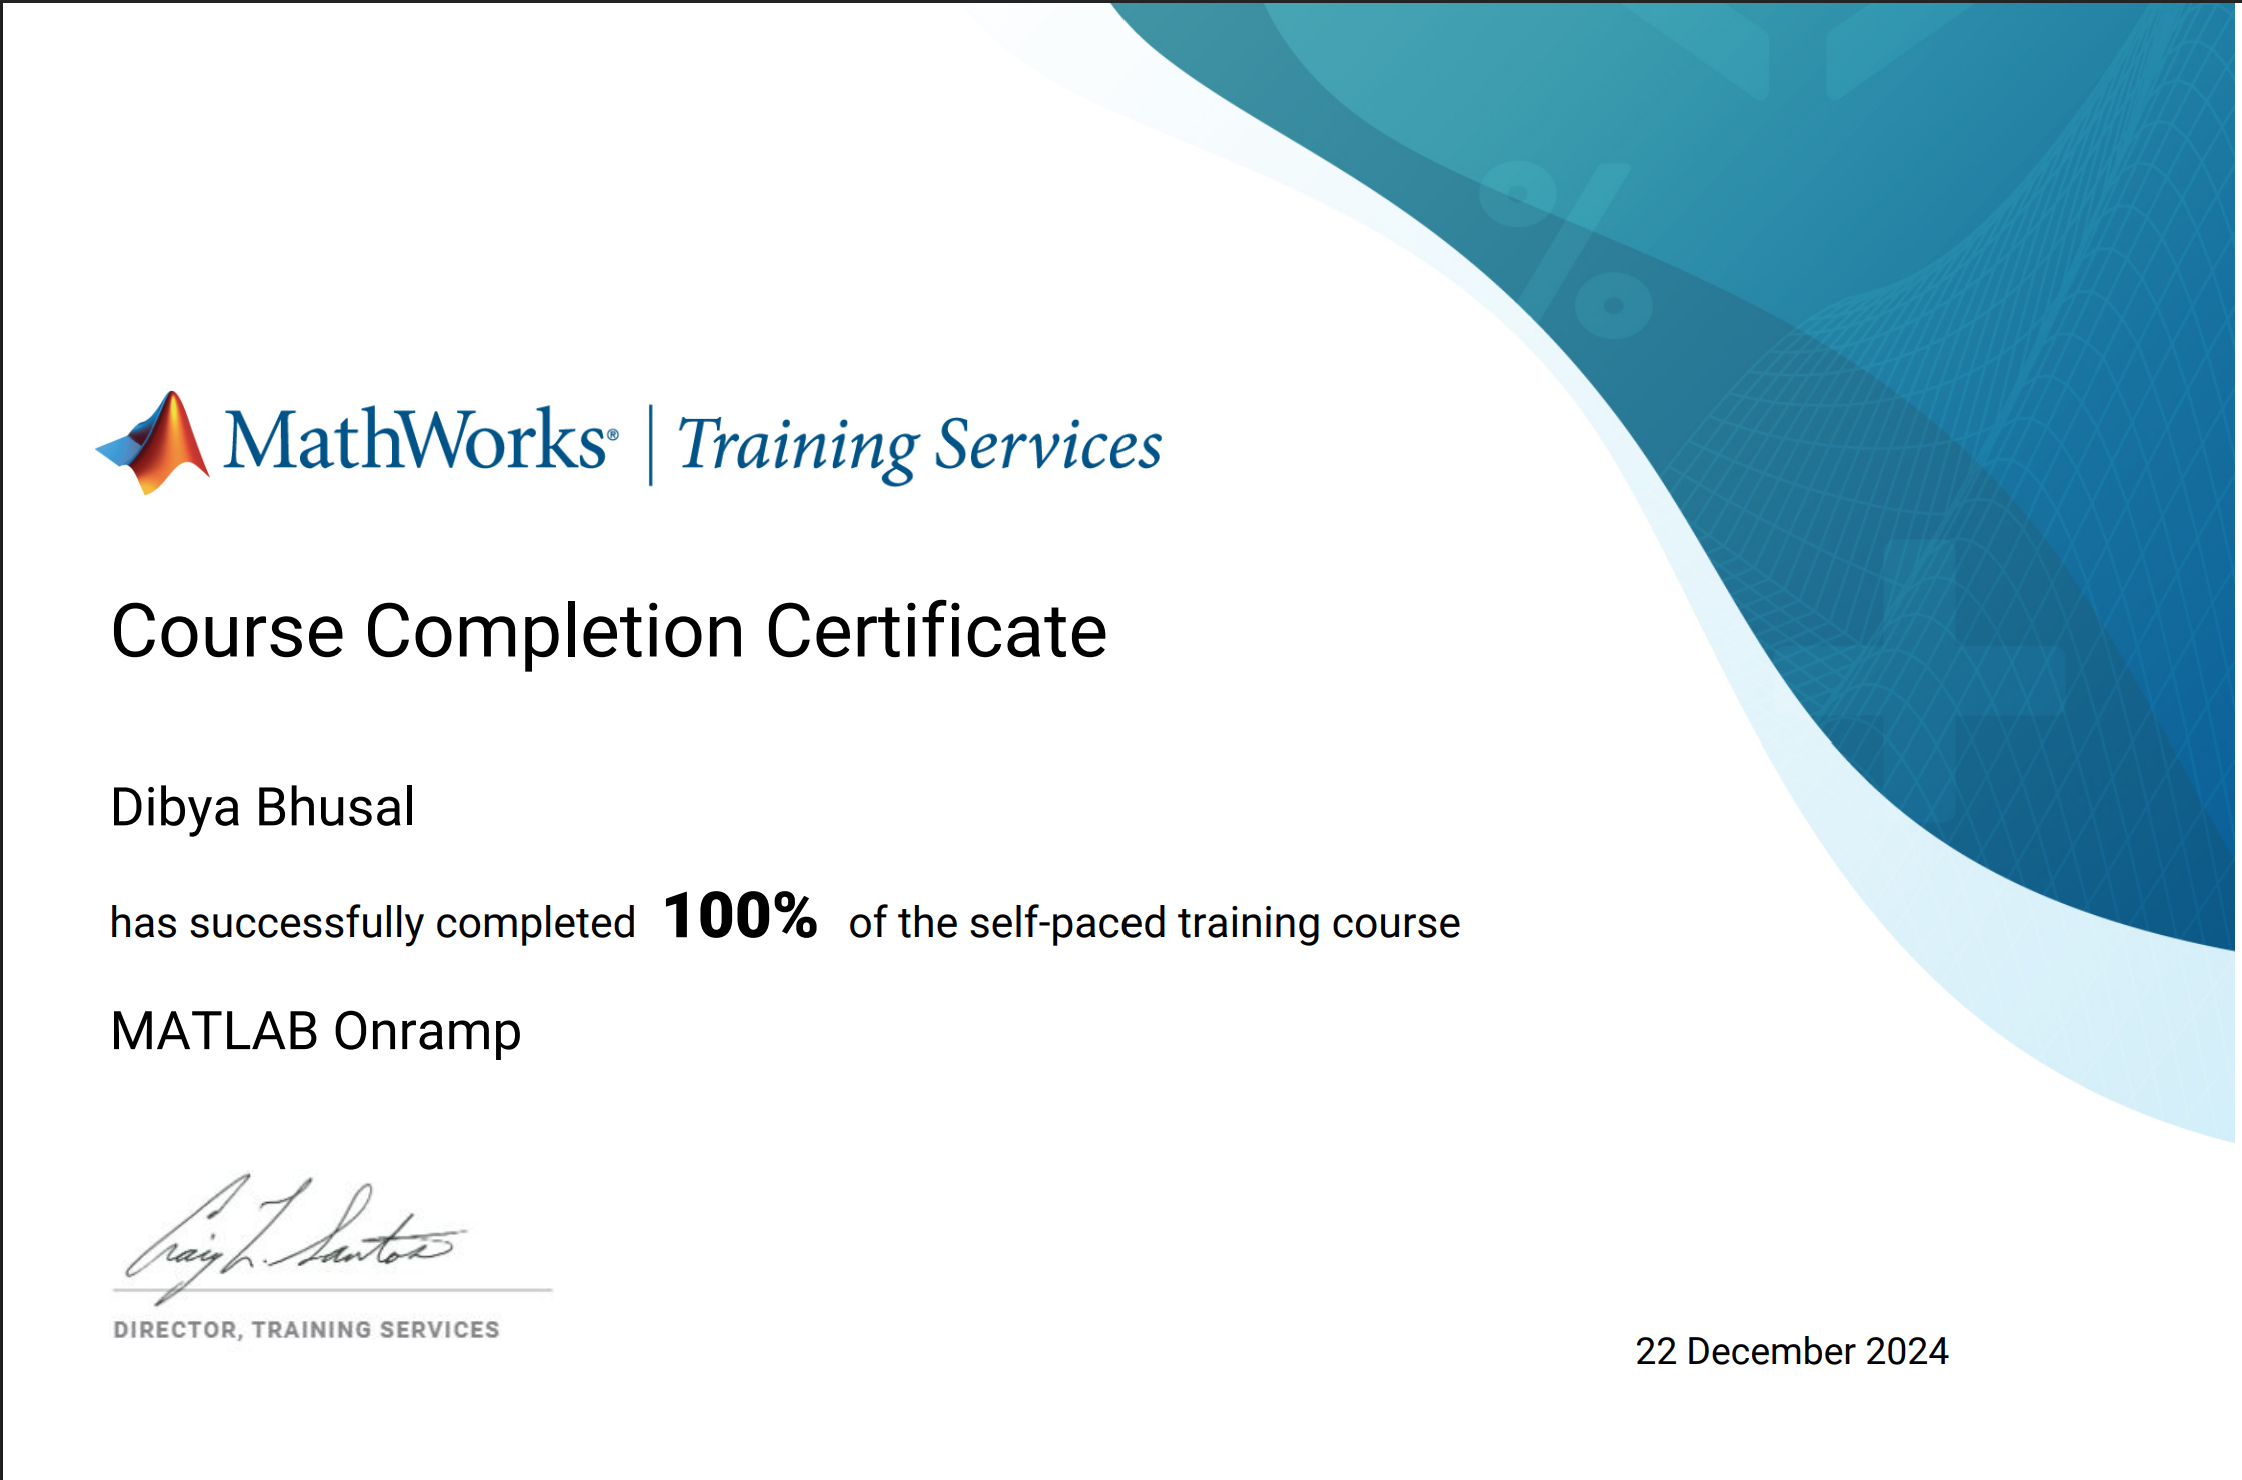 MathWorks® | Training Services
Course Completion Certificate
Dibya Bhusal
has successfully completed 100% of the self-paced training course
MATLAB Onramp
Craig L. Santos
DIRECTOR, TRAINING SERVICES
22 December 2024